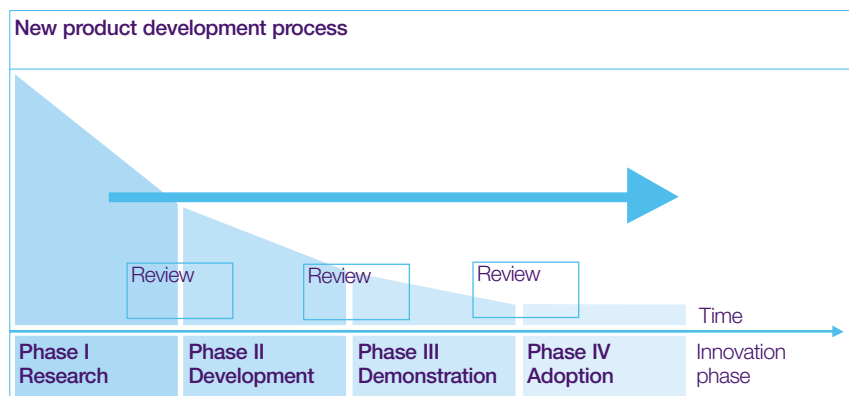 New product development process
Review
Review
Review
Time
Phase I
Research
Phase II
Development
Phase III
Demonstration
Phase IV
Adoption
Innovation
phase